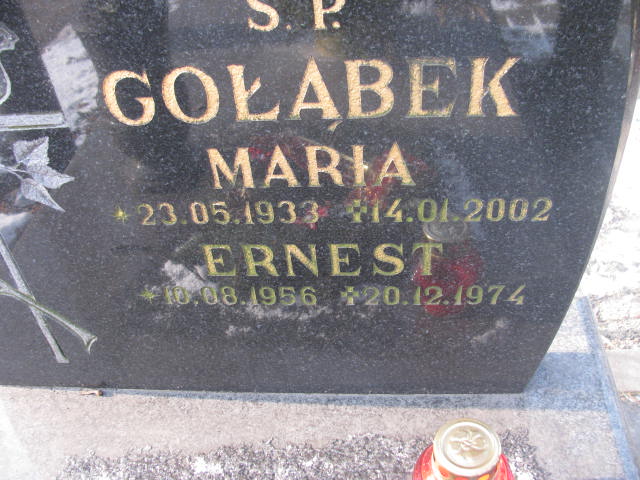 Ś. P.
GOŁĄBEK
MARIA
*23.05.1933 ✝14.01.2002
ERNEST
*10.08.1956 ✝20.12.1974